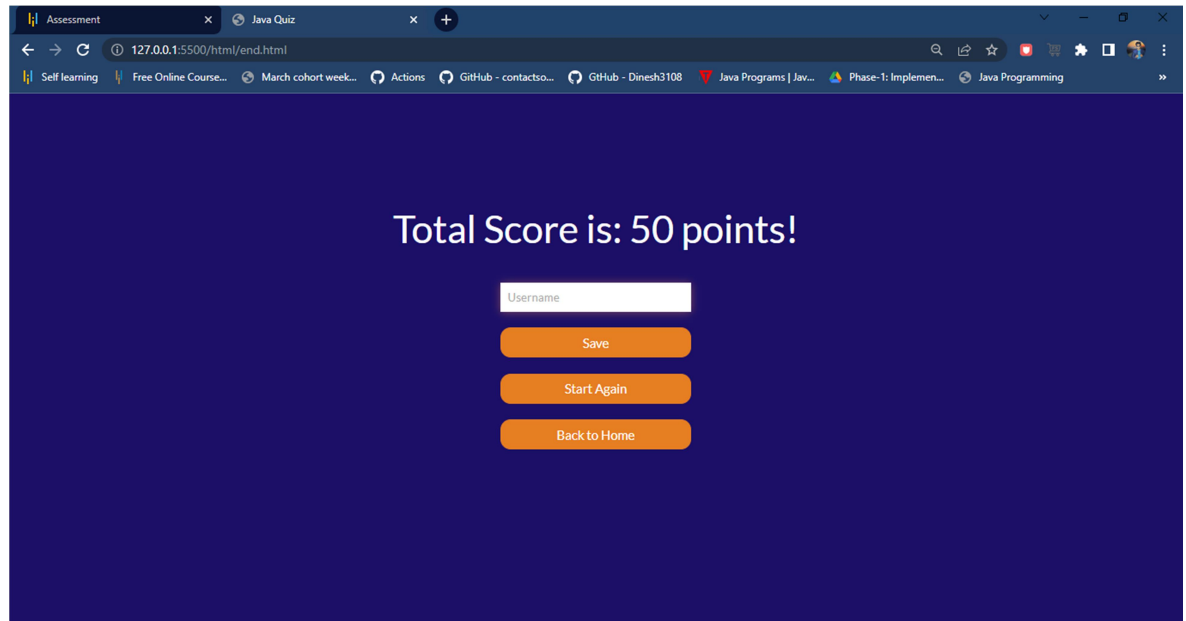 Assessment
Java Quiz
127.0.0.1:5500/html/end.html
Self learning Free Online Course... March cohort week... Actions GitHub - contactso... GtHub - Dinesh3108 Java Programs | Jav... Phase-1: Implemen... Java Programming »
Total Score is: 50 points!
Username
Save
Start Again
Back to Home